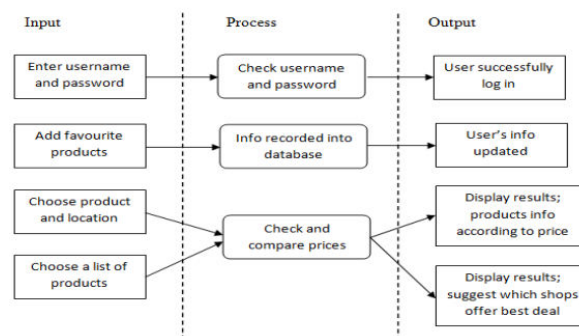 Input
Process
Output
Enter username
and password
Check username
and password
User successfully
log in
Add favourite
products
Info recorded into
database
User's info
updated
Choose product
and location
Choose a list of
products
Check and
compare prices
Display results;
products info
according to price
Display results;
suggest which shops
offer best deal